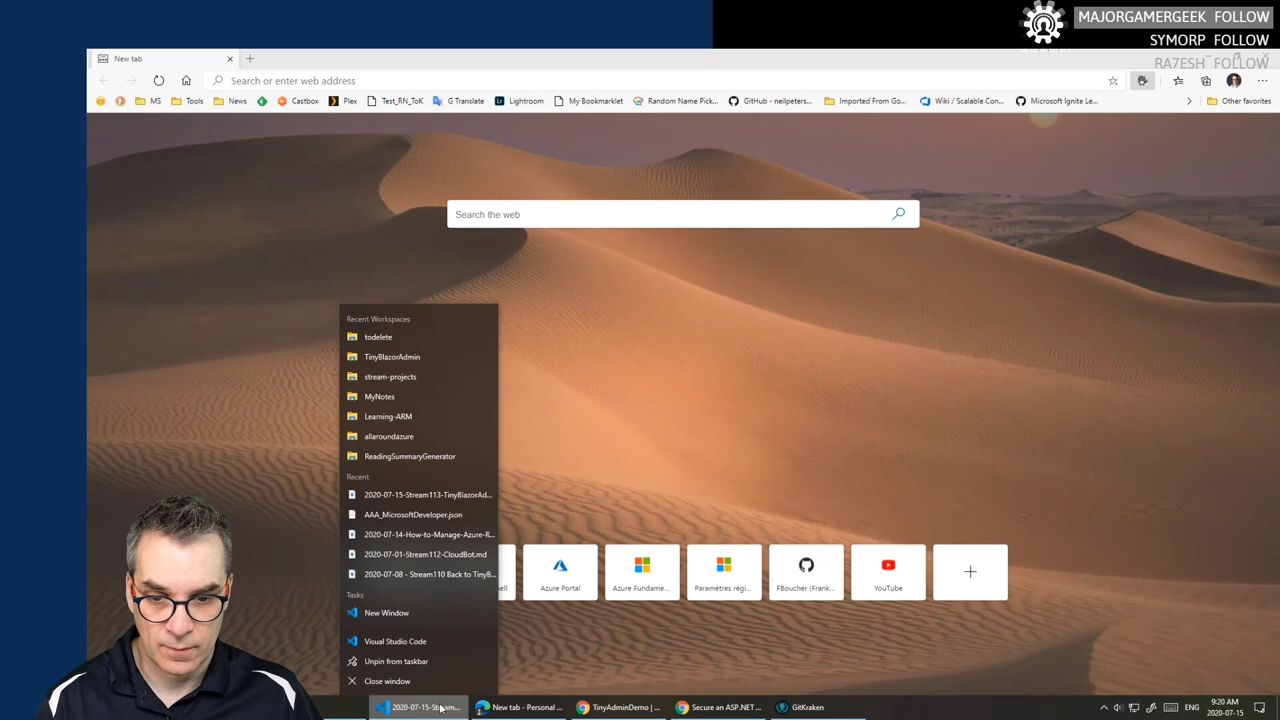 MAJORGAMERGEEK FOLLOW
SYMORP FOLLOW
RA7ESH FOLLOW
New tab
Search or enter web address
MS
Tools
News
Castbox
Plex
Test_RN_ToK
G Translate
Lr Lightroom
My Bookmarklet
Random Name Pick...
GitHub - neilpeters...
Imported From Go...
Wiki / Scalable Con...
Microsoft Ignite Le...
Other favorites
Search the web
Recent Workspaces
todelete
TinyBlazorAdmin
stream-projects
MyNotes
Learning-ARM
allaroundazure
ReadingSummaryGenerator
Recent
2020-07-15-Stream113-TinyBlazorAd...
AAA_MicrosoftDeveloper.json
2020-07-14-How-to-Manage-Azure-R...
2020-07-01-Stream112-CloudBot.md
2020-07-08 - Stream110 Back to TinyB...
Tasks
New Window
Visual Studio Code
Unpin from taskbar
Close window
Azure Portal
Azure Fundame...
Paramètres régi...
FBoucher (Frank...
YouTube
2020-07-15-Stream...
New tab - Personal ...
TinyAdminDemo | ...
Secure an ASP.NET ...
GitKraken
ENG
9:20 AM
2020-07-15